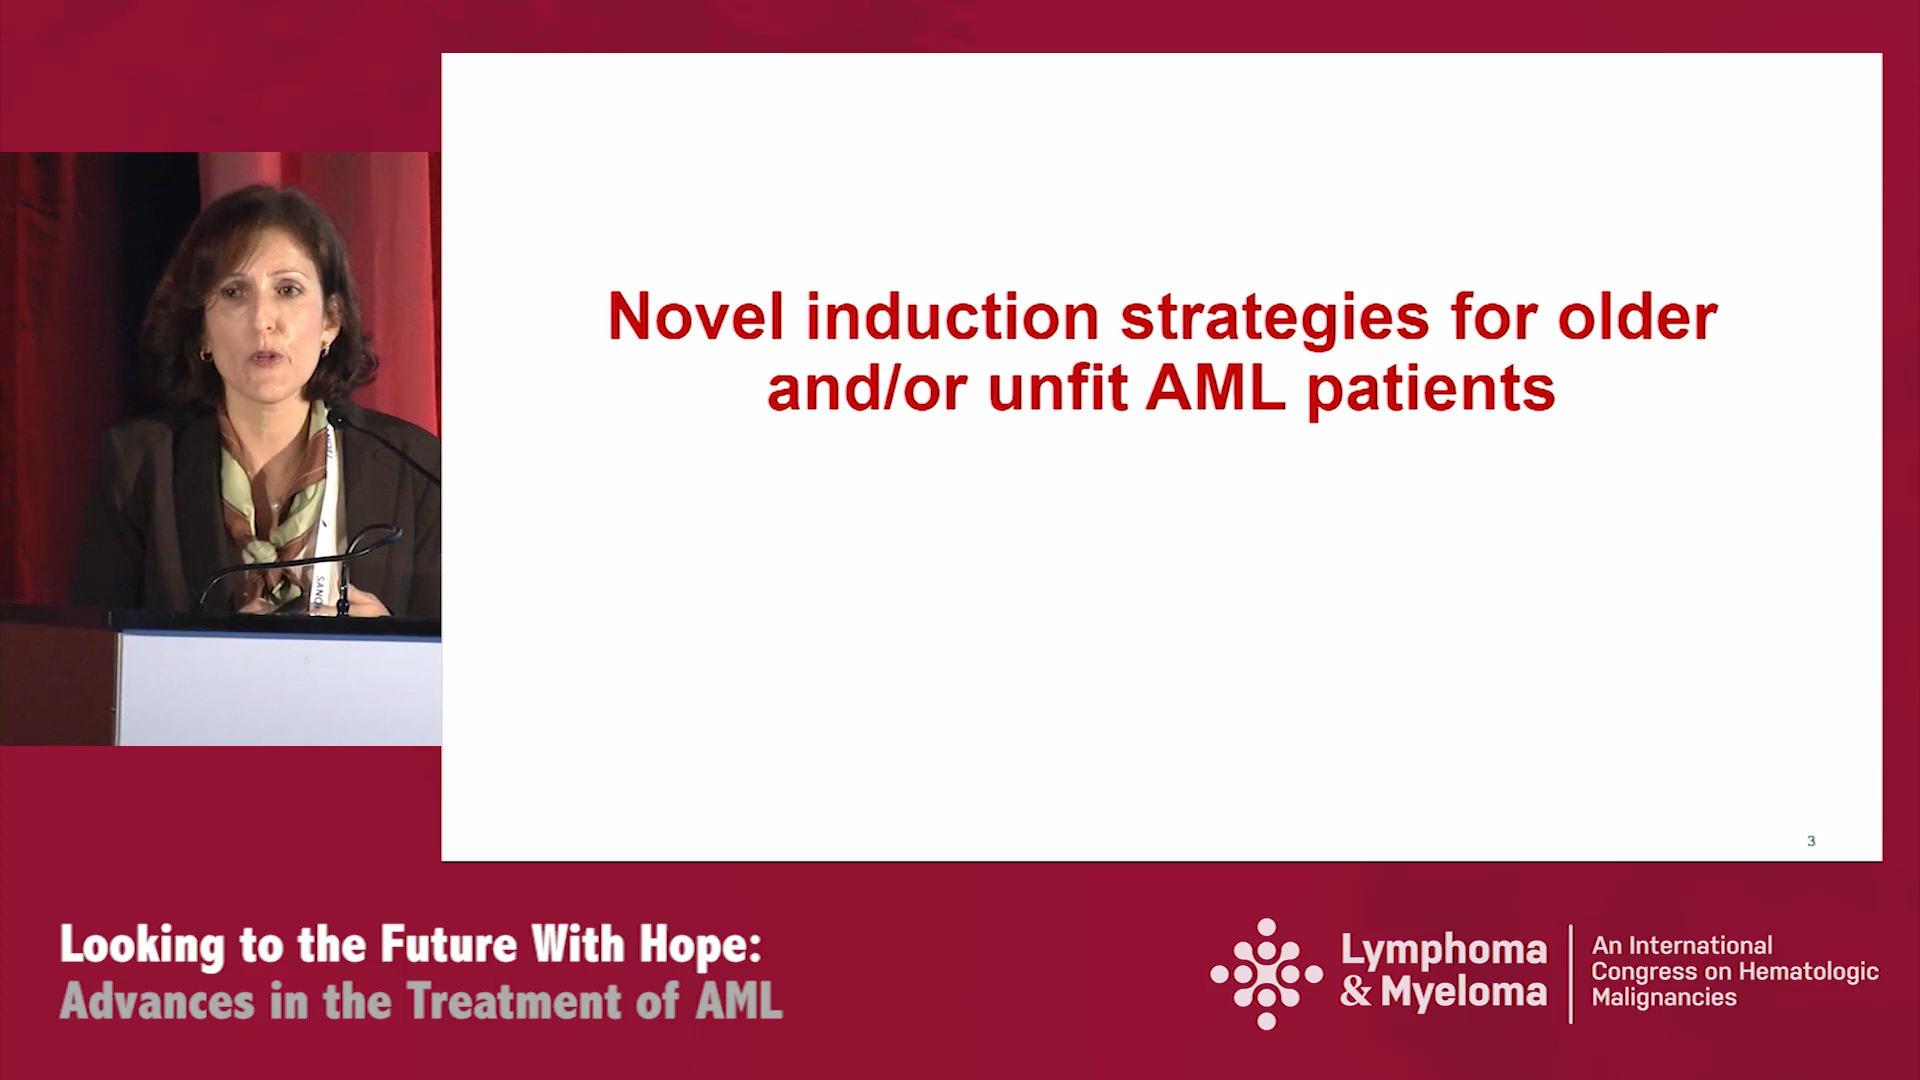 Novel induction strategies for older
and/or unfit AML patients
3
SANO
Looking to the Future With Hope:
Advances in the Treatment of AML
Lymphoma
& Myeloma
An International
Congress on Hematologic
Malignancies